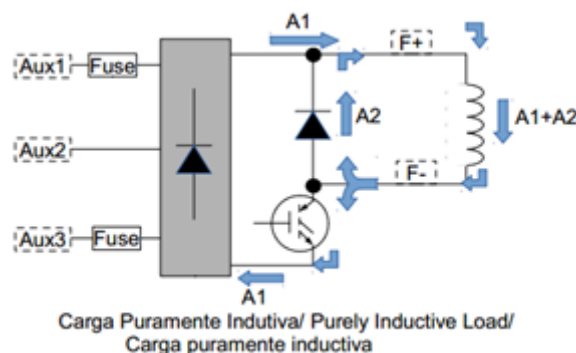 A1
F+
Aux1
Fuse
A2
A1+A2
Aux2
F-
Aux3
Fuse
A1
Carga Puramente Indutiva/ Purely Inductive Load/
Carga puramente inductiva